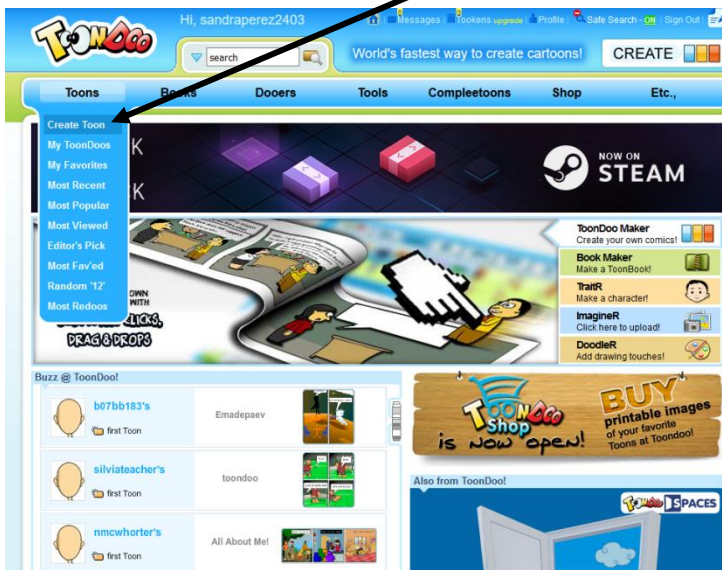 TOONDOO
Hi, sandraperez2403
Messages Tookens upgrade Profile Safe Search - ON Sign Out
search
World's fastest way to create cartoons!
CREATE
Toons Books Dooers Tools Compleetoons Shop Etc.,
Create Toon
My ToonDoos
My Favorites
Most Recent
Most Popular
Most Viewed
Editor's Pick
Most Fav'ed
Random '12'
Most Redoos
K
K
NOW ON
STEAM
OWN
WITH
CLICKS,
DRAG & DROPS
ToonDoo Maker
Create your own comics!
Book Maker
Make a ToonBook!
TraitR
Make a character!
ImagineR
Click here to upload!
DoodleR
Add drawing touches!
Buzz @ ToonDoo!
b07bb183's
first Toon
Emadepaev
silviateacher's
first Toon
toondoo
nmcwhorter's
first Toon
All About Me!
TOONDOO
Shop
is NOW open!
BUY
printable images
of your favorite
Toons at Toondoo!
Also from ToonDoo!
TOONDOO SPACES